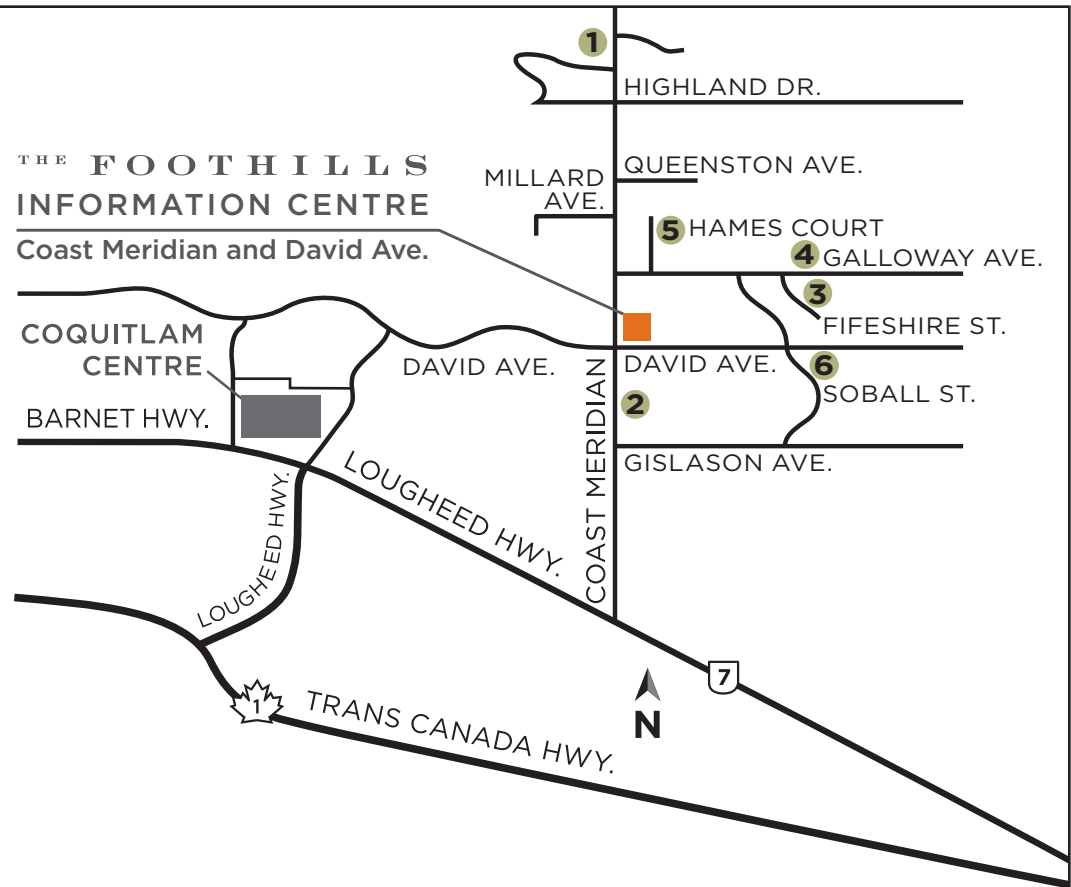 1
HIGHLAND DR.
THE FOOTHILLS
INFORMATION CENTRE
Coast Meridian and David Ave.
QUEENSTON AVE.
MILLARD
AVE.
5 HAMES COURT
4 GALLOWAY AVE.
3
FIFESHIRE ST.
COQUITLAM
CENTRE
DAVID AVE.
DAVID AVE.
6
SOBALL ST.
2
BARNET HWY.
GISLASON AVE.
COAST MERIDIAN
LOUGHEED HWY.
LOUGHEED HWY.
7
1
TRANS CANADA HWY.
N